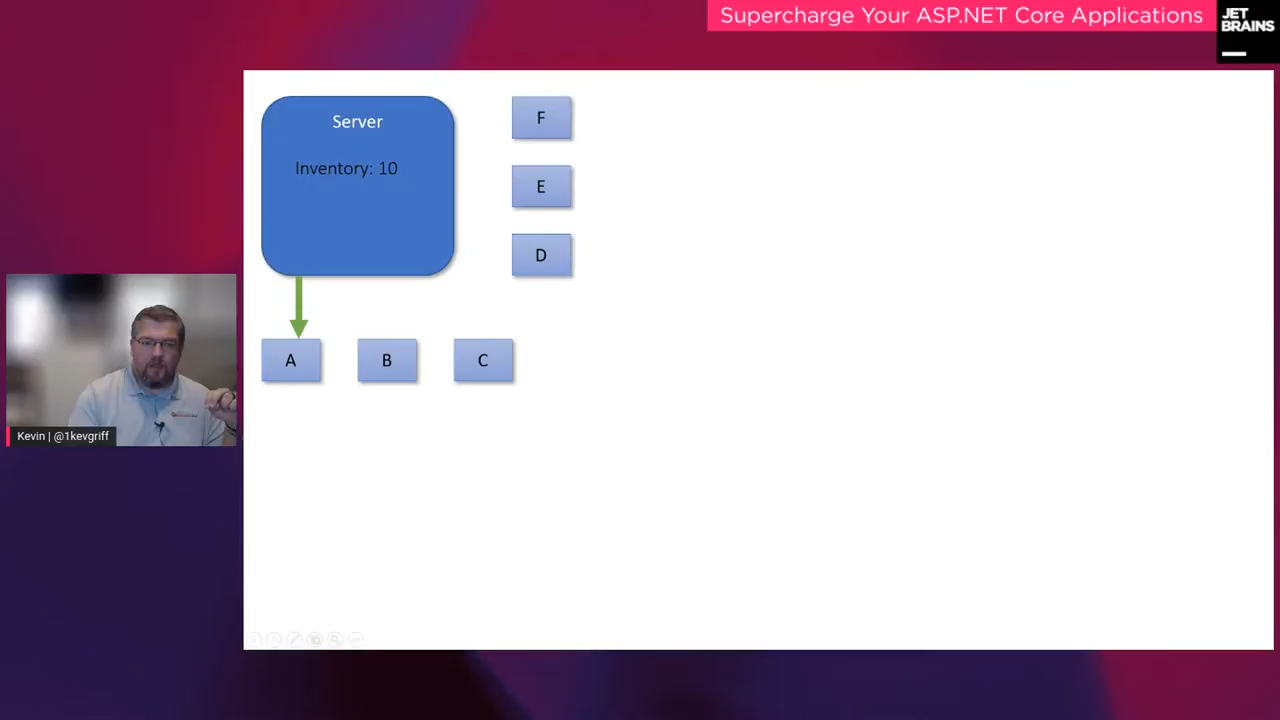 Supercharge Your ASP.NET Core Applications
JET
BRAINS
Server
Inventory: 10
F
E
D
A
B
C
Kevin | @1kevgriff